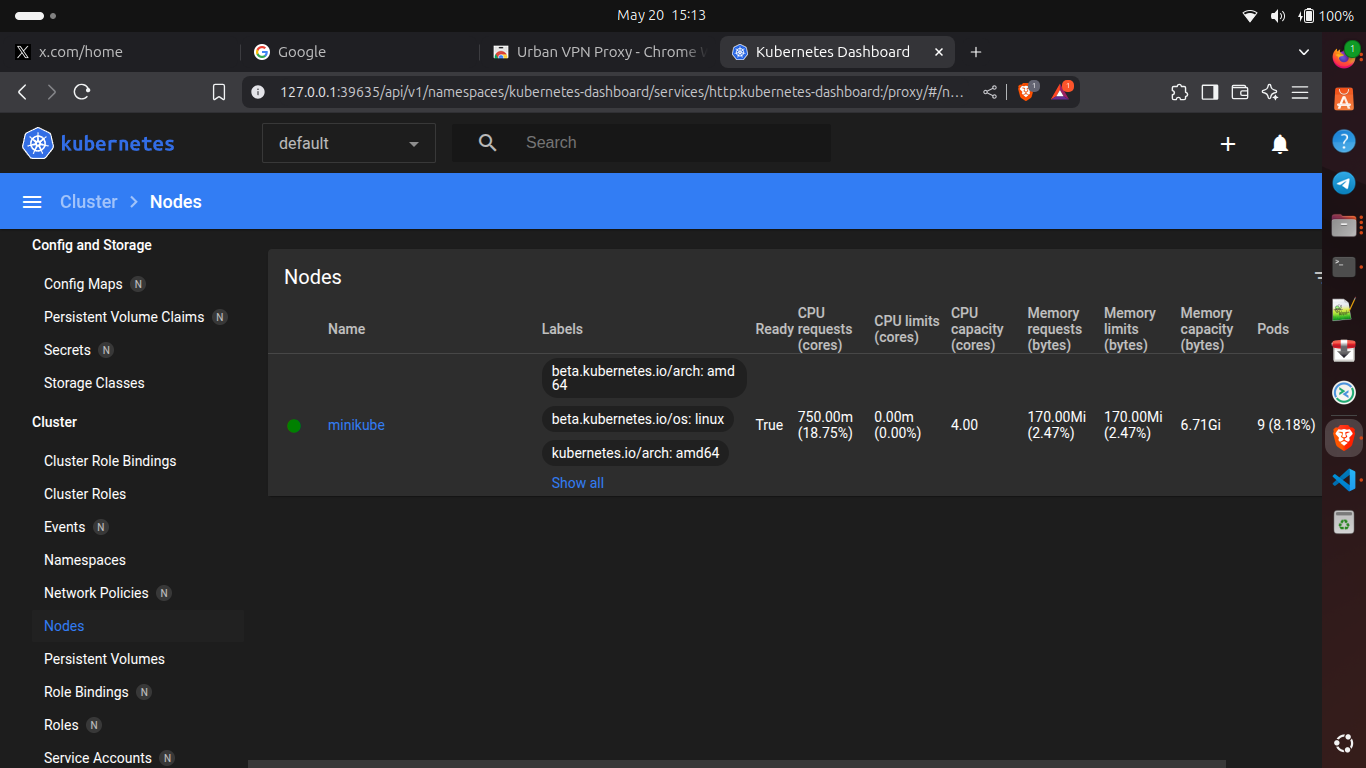 May 20 15:13
100%
x.com/home
Google
Urban VPN Proxy - Chrome
Kubernetes Dashboard
127.0.0.1:39635/api/v1/namespaces/kubernetes-dashboard/services/http:kubernetes-dashboard:/proxy/#/n...
1
1
1
kubernetes
default
Search
Cluster
Nodes
Config and Storage
Config Maps N
Persistent Volume Claims N
Secrets N
Storage Classes
Cluster
Cluster Role Bindings
Cluster Roles
Events N
Namespaces
Network Policies N
Nodes
Persistent Volumes
Role Bindings N
Roles N
Service Accounts N
Nodes
Name
Labels
Ready
CPU
requests
(cores)
CPU limits
(cores)
CPU
capacity
(cores)
Memory
requests
(bytes)
Memory
limits
(bytes)
Memory
capacity
(bytes)
Pods
minikube
beta.kubernetes.io/arch: amd
64
beta.kubernetes.io/os: linux
kubernetes.io/arch: amd64
Show all
True
750.00m
(18.75%)
0.00m
(0.00%)
4.00
170.00Mi
(2.47%)
170.00Mi
(2.47%)
6.71Gi
9 (8.18%)